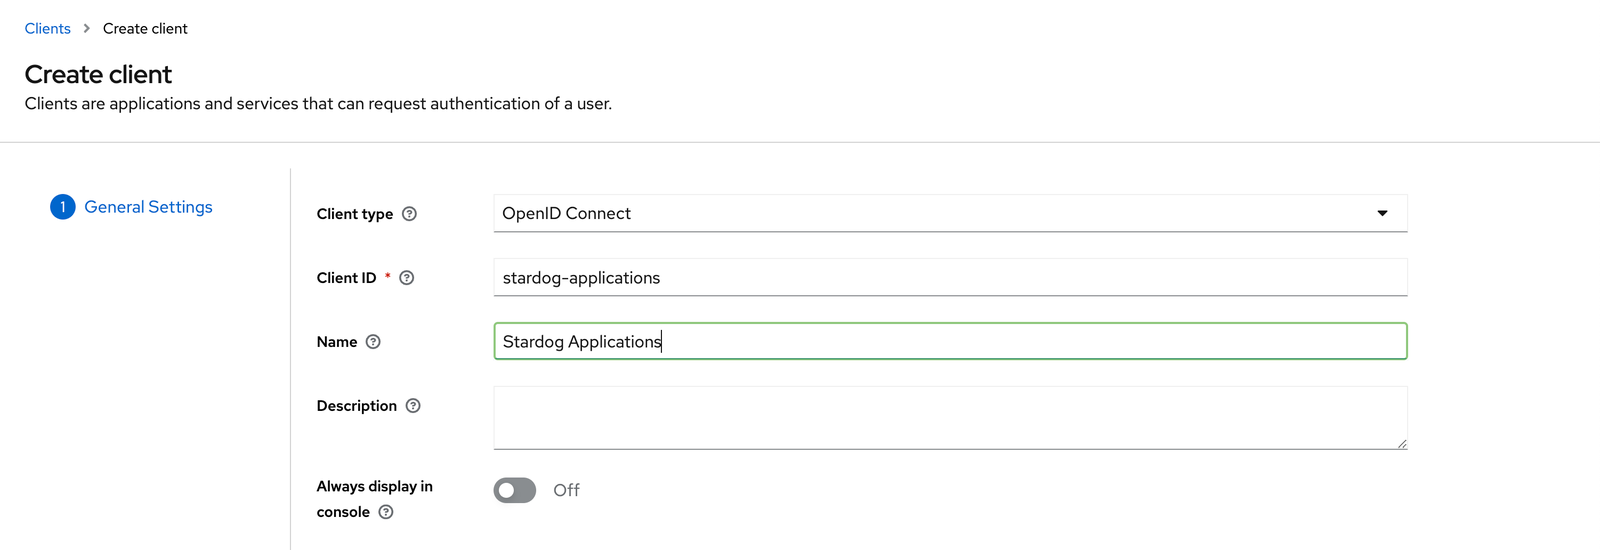 Clients > Create client
Create client
Clients are applications and services that can request authentication of a user.
1 General Settings
Client type ? OpenID Connect
Client ID * ? stardog-applications
Name ? Stardog Applications
Description ?
Always display in
console ? Off